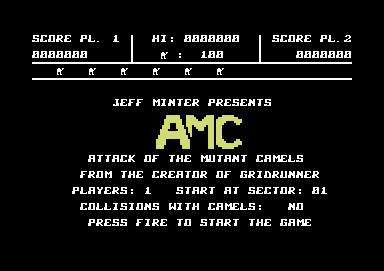 SCORE PL. 1 HI: 0000000 SCORE PL.2
0000000 : 100 0000000
JEFF MINTER PRESENTS
AMC
ATTACK OF THE MUTANT CAMELS
FROM THE CREATOR OF GRIDRUNNER
PLAYERS: 1 START AT SECTOR: 01
COLLISIONS WITH CAMELS: NO
PRESS FIRE TO START THE GAME